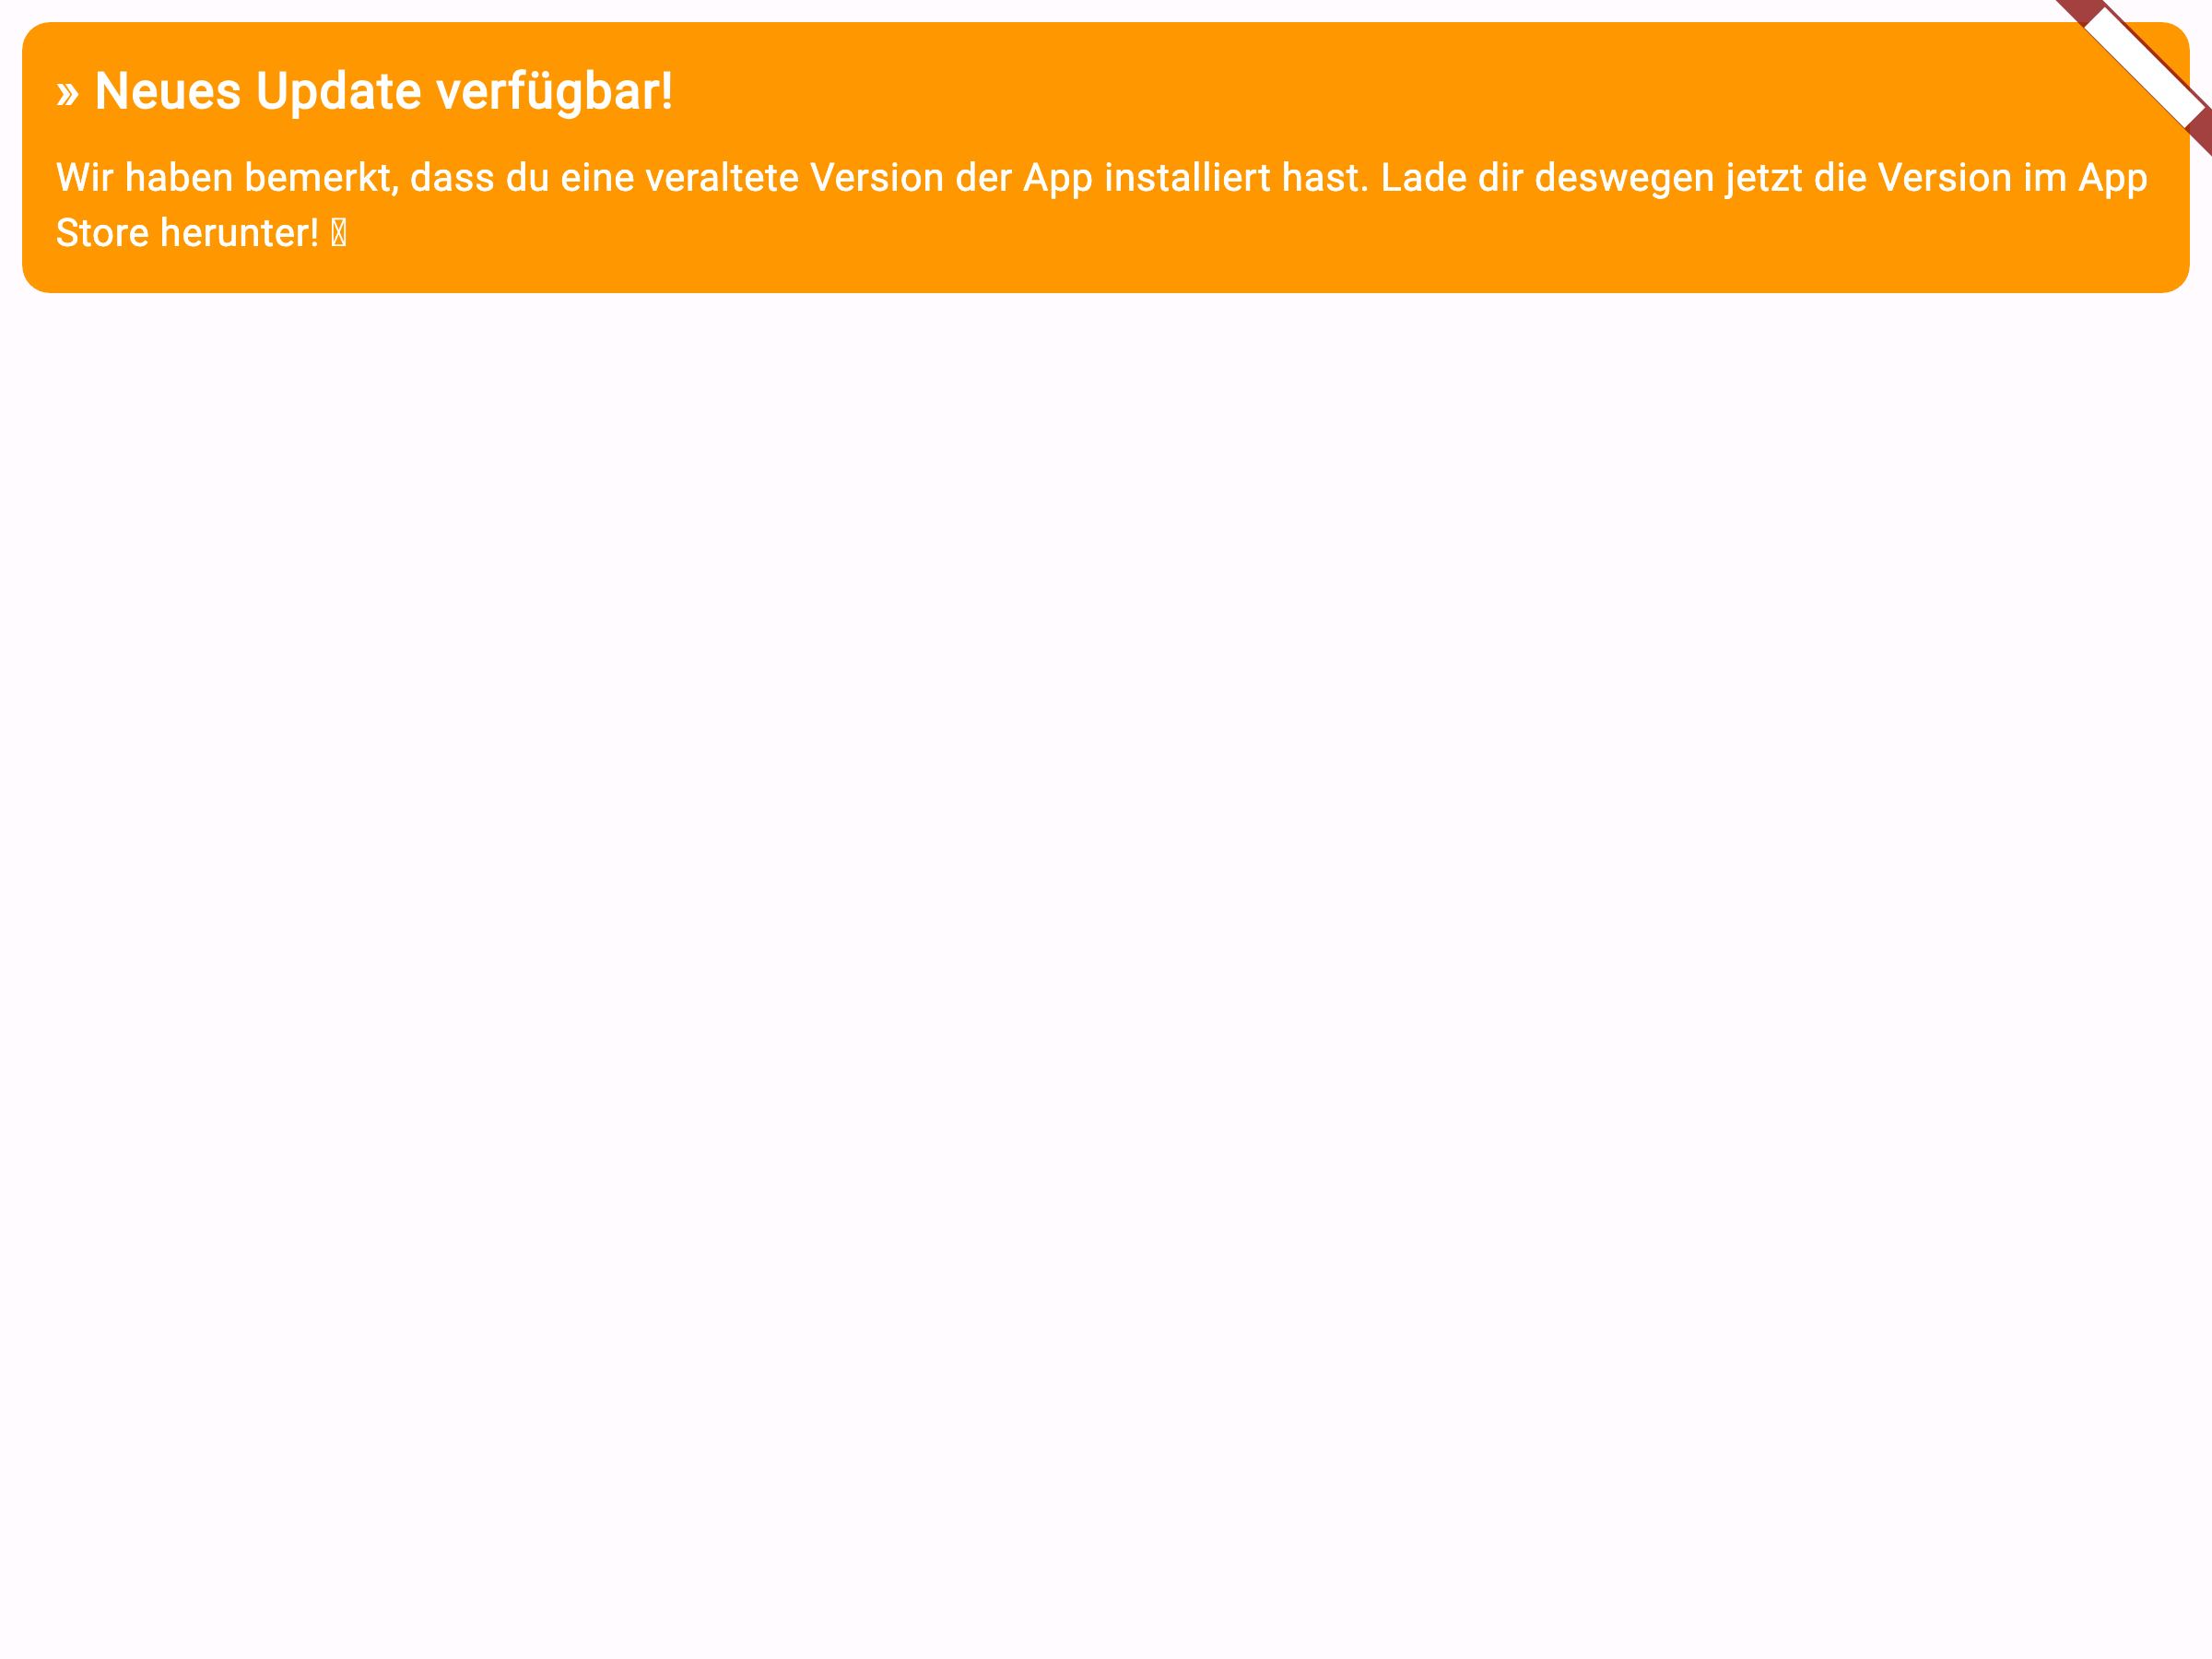 » Neues Update verfügbar!
Wir haben bemerkt, dass du eine veraltete Version der App installiert hast. Lade dir deswegen jetzt die Version im App
Store herunter!